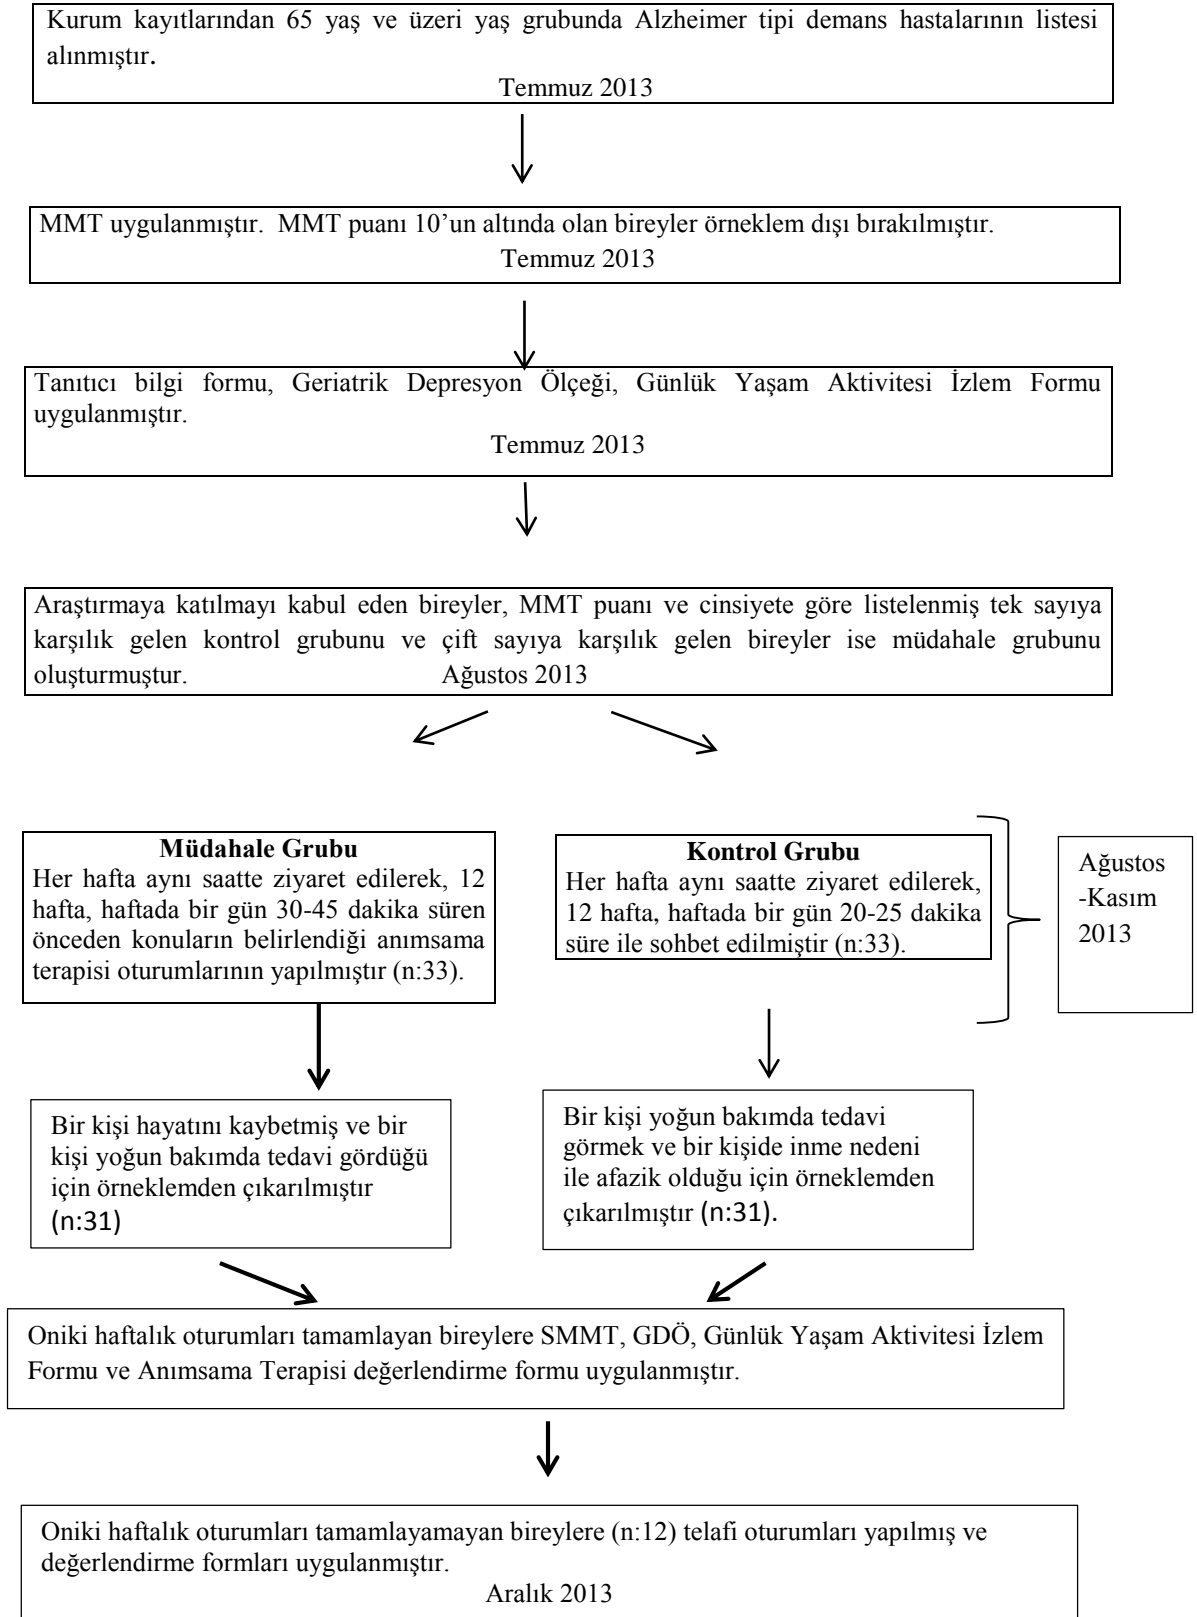 Kurum kayıtlarından 65 yaş ve üzeri yaş grubunda Alzheimer tipi demans hastalarının listesi
alınmıştır.
Temmuz 2013
MMT uygulanmıştır. MMT puanı 10’un altında olan bireyler örneklem dışı bırakılmıştır.
Temmuz 2013
Tanıtıcı bilgi formu, Geriatrik Depresyon Ölçeği, Günlük Yaşam Aktivitesi İzlem Formu
uygulanmıştır.
Temmuz 2013
Araştırmaya katılmayı kabul eden bireyler, MMT puanı ve cinsiyete göre listelenmiş tek sayıya
karşılık gelen kontrol grubunu ve çift sayıya karşılık gelen bireyler ise müdahale grubunu
oluşturmuştur. Ağustos 2013
Müdahale Grubu
Her hafta aynı saatte ziyaret edilerek, 12
hafta, haftada bir gün 30-45 dakika süren
önceden konuların belirlendiği anımsama
terapisi oturumlarının yapılmıştır (n:33).
Kontrol Grubu
Her hafta aynı saatte ziyaret edilerek,
12 hafta, haftada bir gün 20-25 dakika
süre ile sohbet edilmiştir (n:33).
Ağustos
-Kasım
2013
Bir kişi hayatını kaybetmiş ve bir
kişi yoğun bakımda tedavi gördüğü
için örneklemden çıkarılmıştır
(n:31)
Bir kişi yoğun bakımda tedavi
görmek ve bir kişide inme nedeni
ile afazik olduğu için örneklemden
çıkarılmıştır (n:31).
Oniki haftalık oturumları tamamlayan bireylere SMMT, GDÖ, Günlük Yaşam Aktivitesi İzlem
Formu ve Anımsama Terapisi değerlendirme formu uygulanmıştır.
Oniki haftalık oturumları tamamlayamayan bireylere (n:12) telafi oturumları yapılmış ve
değerlendirme formları uygulanmıştır.
Aralık 2013